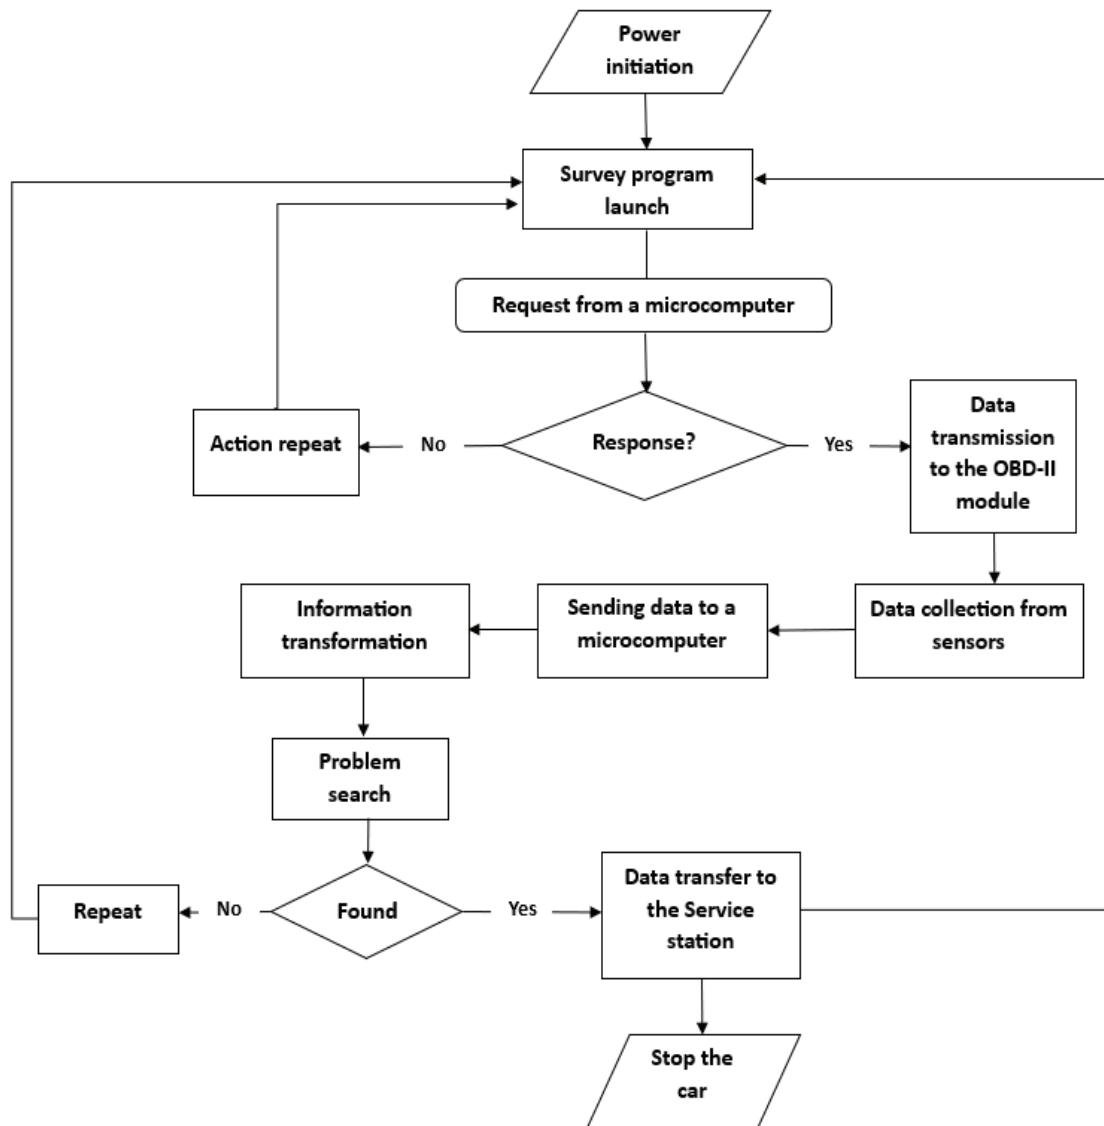 Power
initiation
Survey program
launch
Request from a microcomputer
Action repeat
No
Response?
Yes
Data
transmission
to the OBD-II
module
Information
transformation
Sending data to a
microcomputer
Data collection from
sensors
Problem
search
Repeat
No
Found
Yes
Data transfer to
the Service
station
Stop the
car